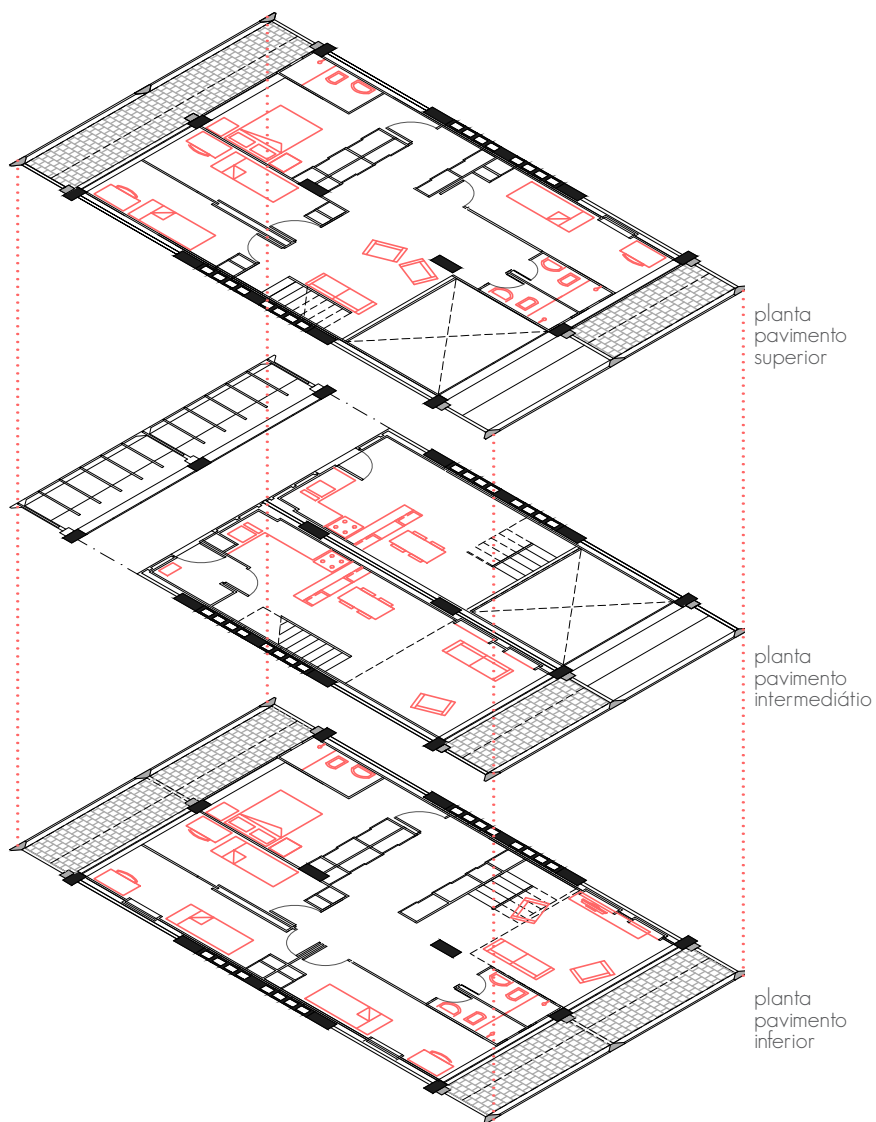 planta
pavimento
superior
planta
pavimento
intermediátio
planta
pavimento
inferior